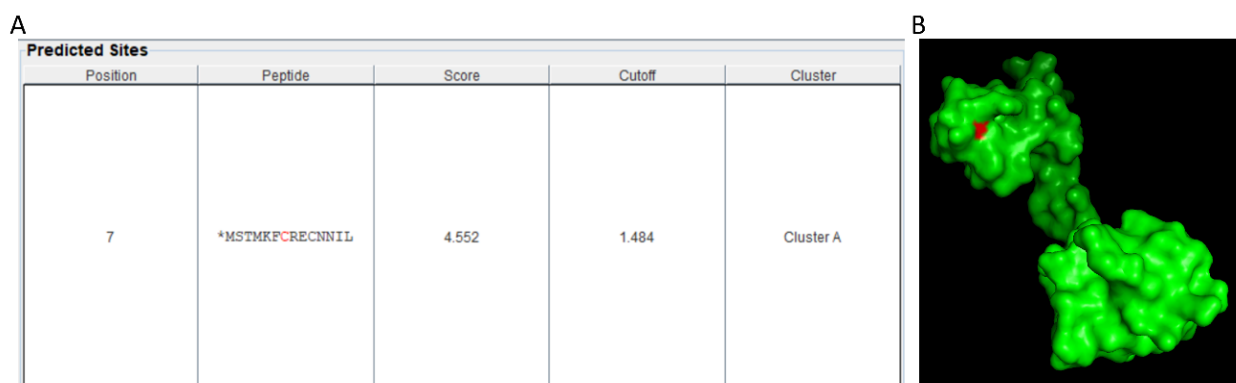 A
B
Predicted Sites
Position Peptide Score Cutoff Cluster
7 *MSTMKFCRECNNIL 4.552 1.484 Cluster A